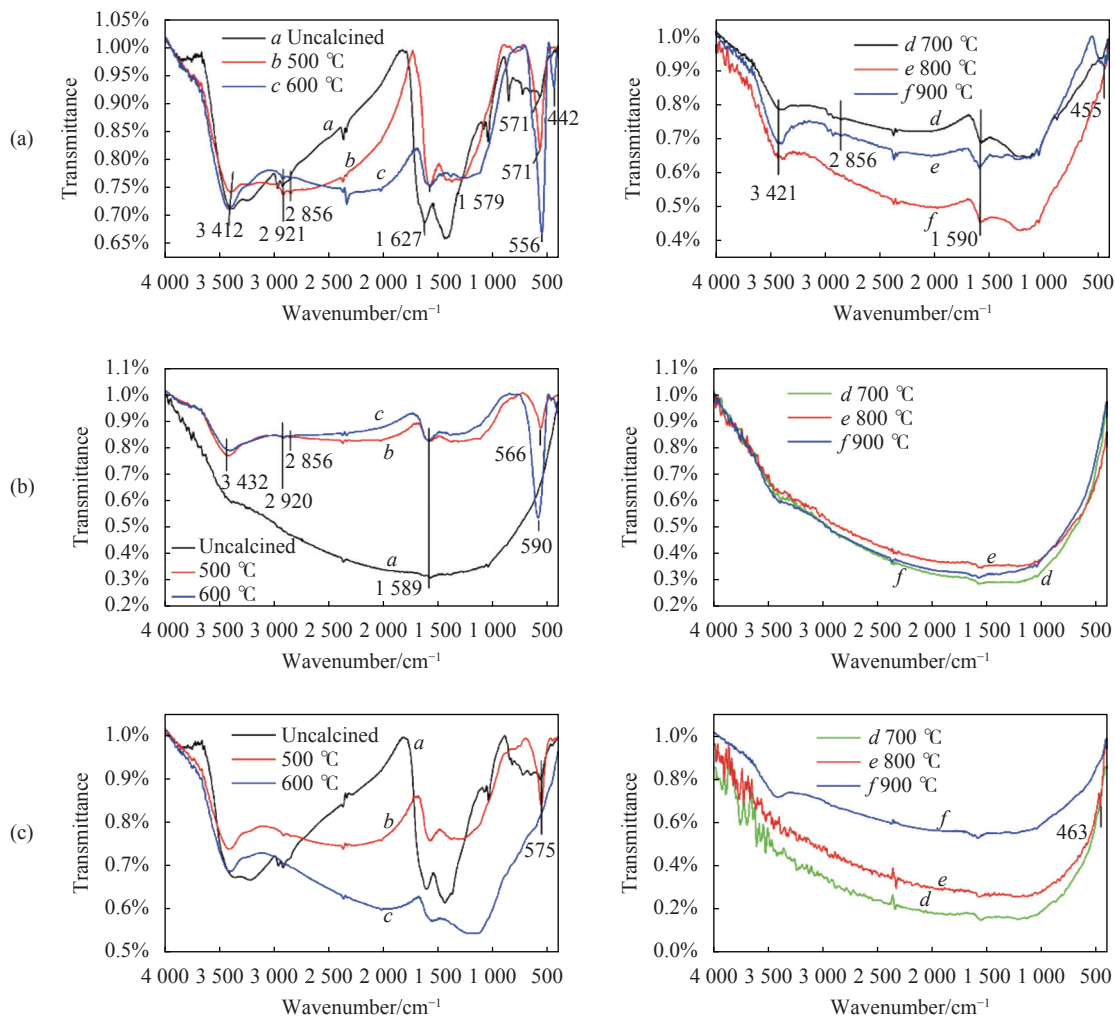 (a)
Transmittance
1.05%
1.00%
0.95%
0.90%
0.85%
0.80%
0.75%
0.70%
0.65%
a Uncalcined
b 500 ℃
c 600 ℃
a
b
c
3 412
2 921
2 856
1 627
1 579
571
571
556
442
4 000 3 500 3 000 2 500 2 000 1 500 1 000 500
Wavenumber/cm⁻¹
Transmittance
1.0%
0.9%
0.8%
0.7%
0.6%
0.5%
0.4%
d 700 ℃
e 800 ℃
f 900 ℃
d
e
f
3 421
2 856
1 590
455
4 000 3 500 3 000 2 500 2 000 1 500 1 000 500
Wavenumber/cm⁻¹
(b)
Transmittance
1.1%
1.0%
0.9%
0.8%
0.7%
0.6%
0.5%
0.4%
0.3%
0.2%
c
b
a
3 432
2 920
2 856
1 589
566
590
Uncalcined
500 ℃
600 ℃
4 000 3 500 3 000 2 500 2 000 1 500 1 000 500
Wavenumber/cm⁻¹
Transmittance
1.1%
1.0%
0.9%
0.8%
0.7%
0.6%
0.5%
0.4%
0.3%
0.2%
d 700 ℃
e 800 ℃
f 900 ℃
e
f
d
4 000 3 500 3 000 2 500 2 000 1 500 1 000 500
Wavenumber/cm⁻¹
(c)
Transmittance
1.0%
0.9%
0.8%
0.7%
0.6%
0.5%
Uncalcined
500 ℃
600 ℃
a
b
c
575
4 000 3 500 3 000 2 500 2 000 1 500 1 000 500
Wavenumber/cm⁻¹
Transmittance
1.0%
0.8%
0.6%
0.4%
0.2%
0.0%
d 700 ℃
e 800 ℃
f 900 ℃
f
e
d
463
4 000 3 500 3 000 2 500 2 000 1 500 1 000 500
Wavenumber/cm⁻¹